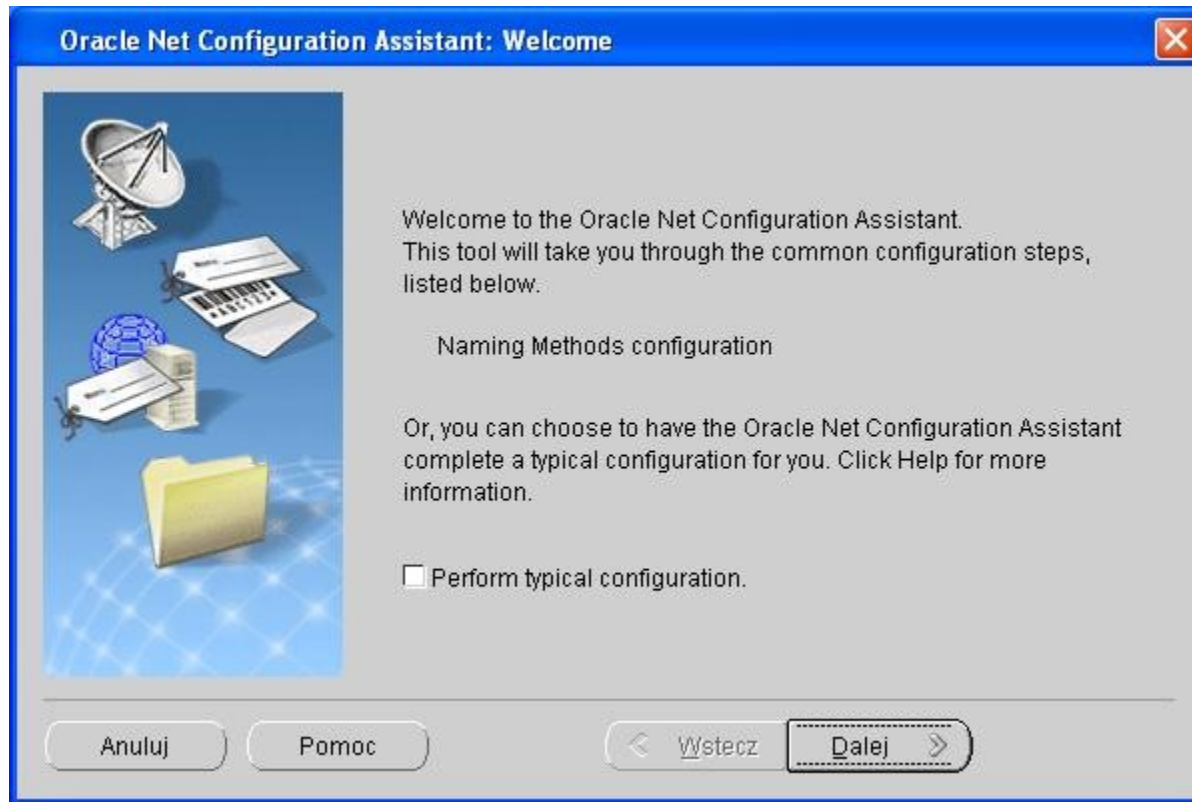 Oracle Net Configuration Assistant: Welcome
Welcome to the Oracle Net Configuration Assistant.
This tool will take you through the common configuration steps,
listed below.
Naming Methods configuration
Or, you can choose to have the Oracle Net Configuration Assistant
complete a typical configuration for you. Click Help for more
information.
Perform typical configuration.
Anuluj
Pomoc
Wstecz
Dalej